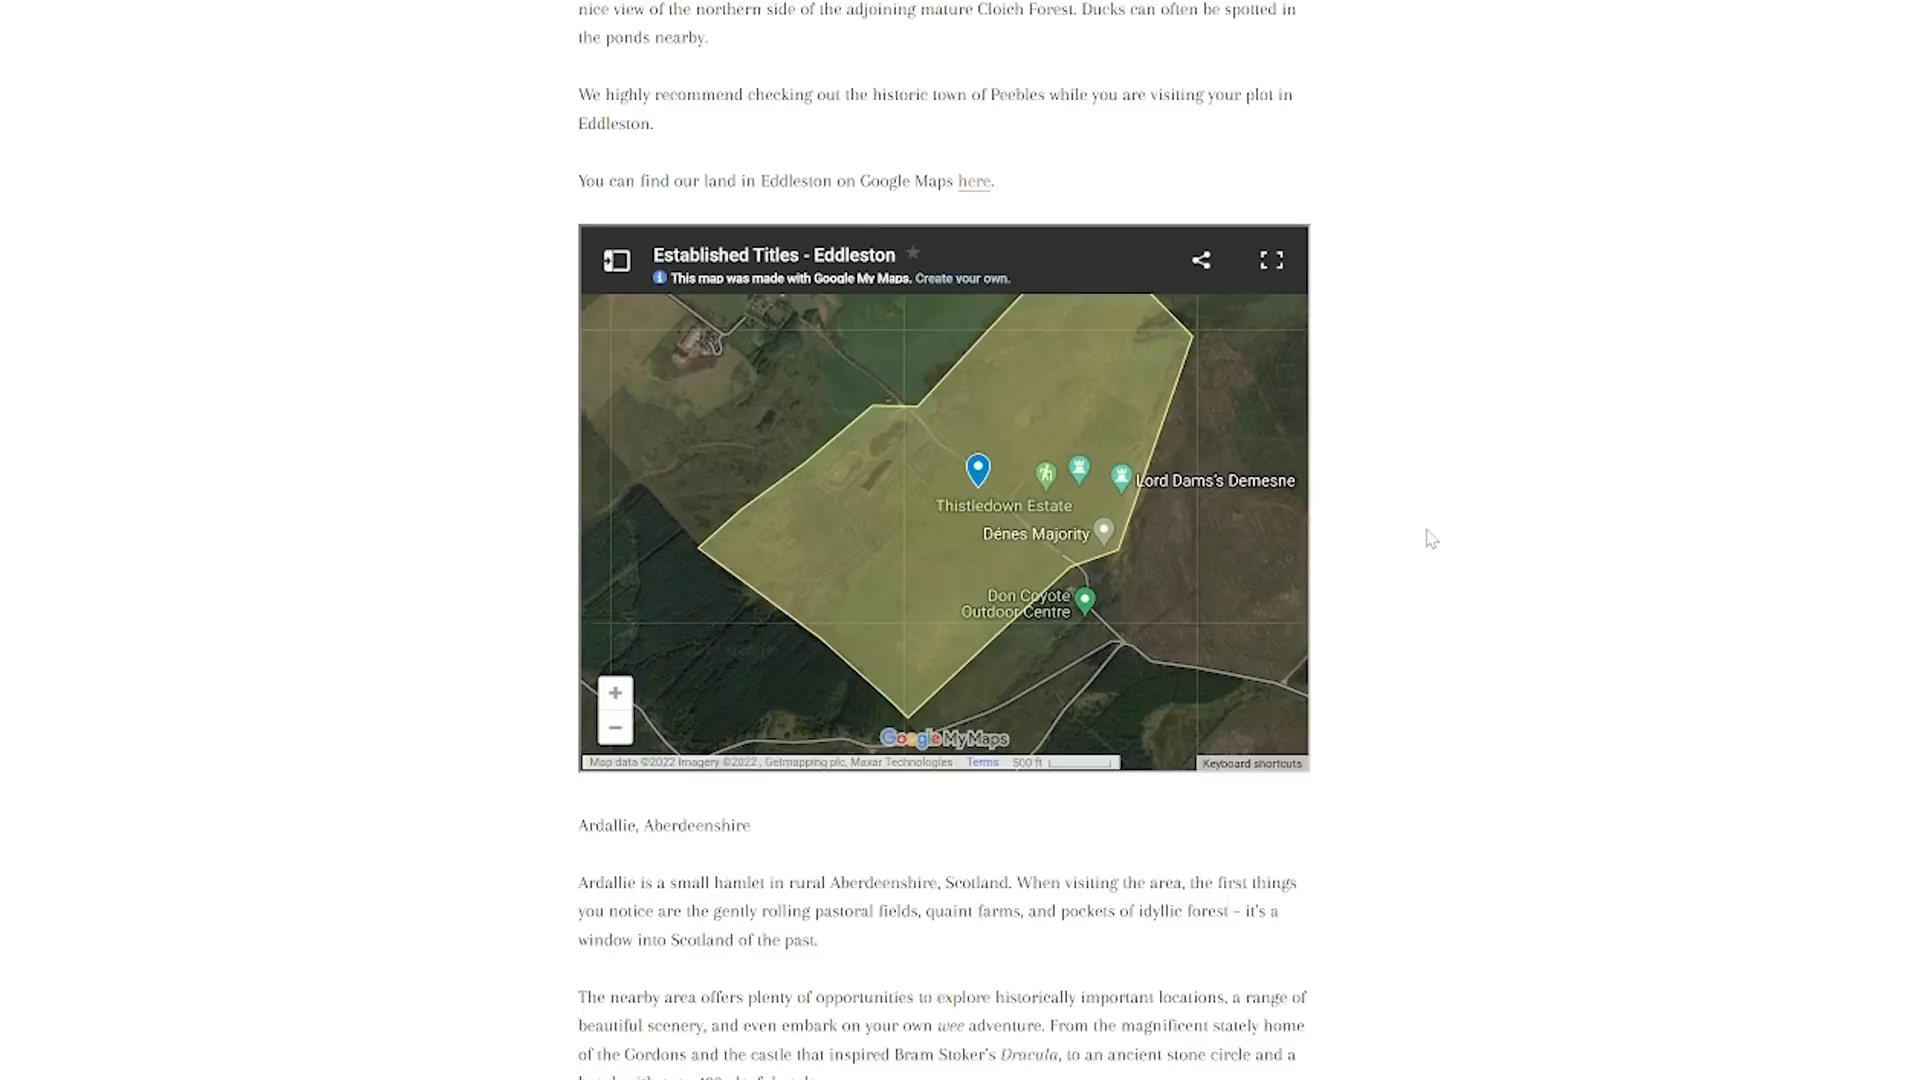 nice view of the northern side of the adjoining mature Cloich Forest. Ducks can often be spotted in
the ponds nearby.
We highly recommend checking out the historic town of Peebles while you are visiting your plot in
Eddleston.
You can find our land in Eddleston on Google Maps here.
Established Titles - Eddleston
This map was made with Google My Maps. Create your own.
Lord Dams's Demesne
Thistledown Estate
Dénes Majority
Don Coyote
Outdoor Centre
Google My Maps
Map data ©2022 Imagery ©2022 , Getmapping plc, Maxar Technologies Terms 500 ft
Keyboard shortcuts
Ardallie, Aberdeenshire
Ardallie is a small hamlet in rural Aberdeenshire, Scotland. When visiting the area, the first things
you notice are the gently rolling pastoral fields, quaint farms, and pockets of idyllic forest – it's a
window into Scotland of the past.
The nearby area offers plenty of opportunities to explore historically important locations, a range of
beautiful scenery, and even embark on your own wee adventure. From the magnificent stately home
of the Gordons and the castle that inspired Bram Stoker's Dracula, to an ancient stone circle and a